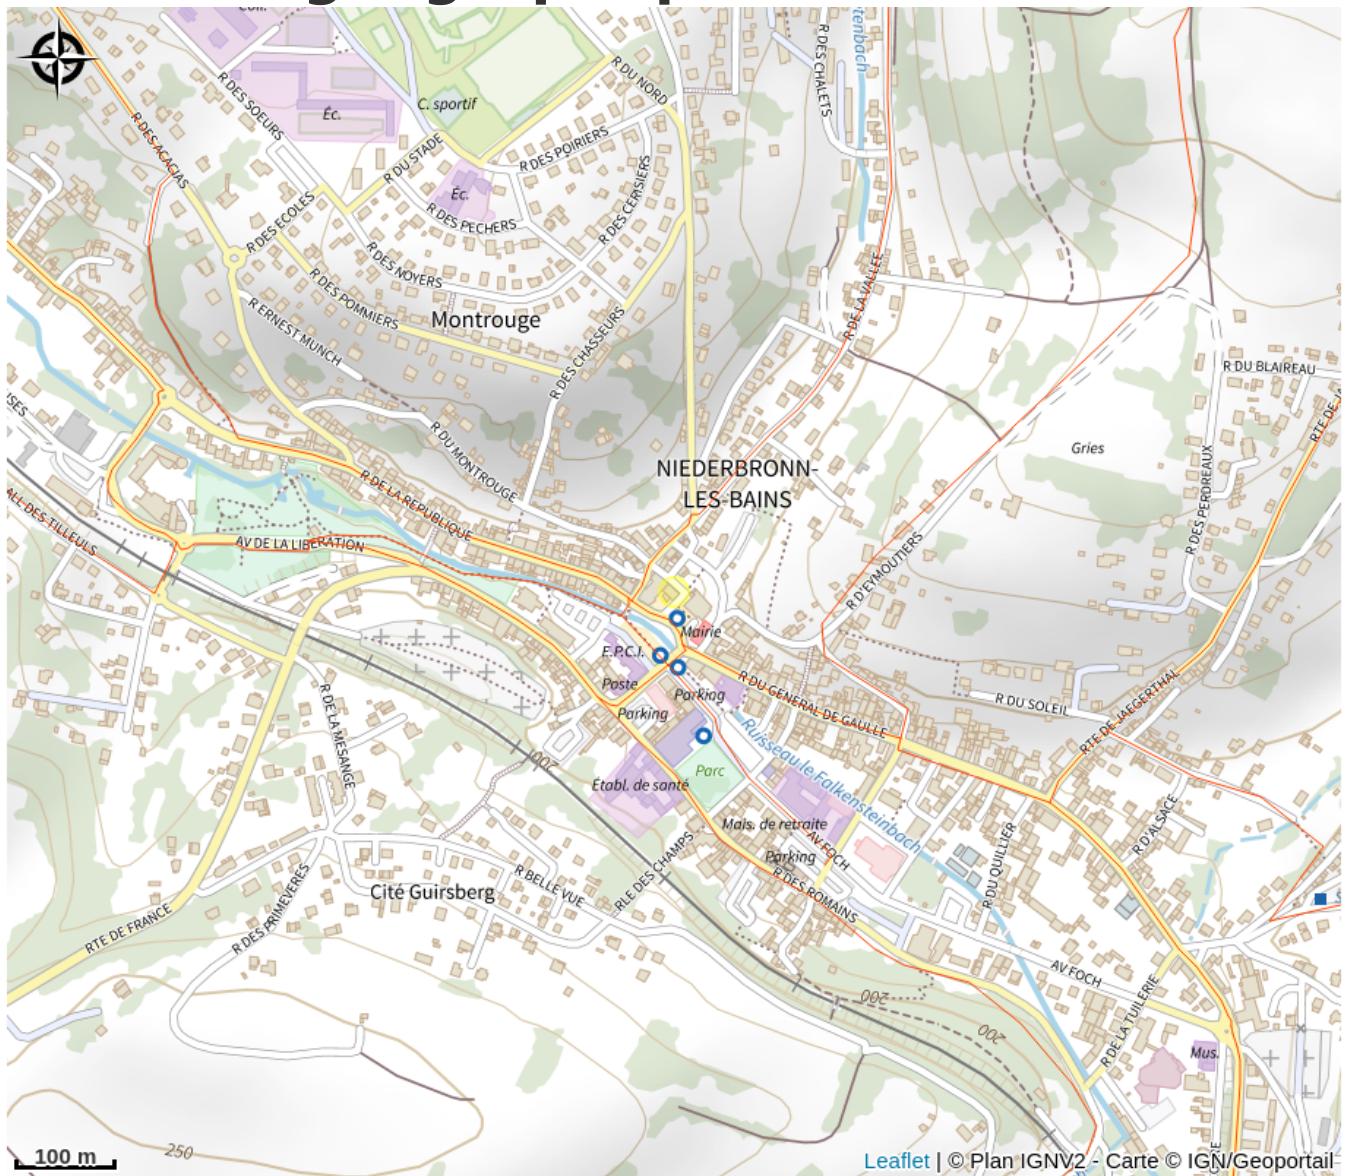 Coll.
R DES SOEURS
Éc.
C. sportif
R DU NORD
R DES CHALETS
R DES ACACIAS
R DU STADE
R DES POIRIERS
Éc.
R DES CERISIERS
R DES ECOLES
R DES PECHERS
R DES NOYERS
R DES POMMIERS
R DE LA VALLEE
R ERNEST MUNCH
Montrouge
R DES CHASSEURS
R DU BLAIREAU
R DU MONTROUGE
Gries
R DES PERDREAUX
NIEDERBRONN-
LES-BAINS
R DE LA REPUBLIQUE
ALL DES TILLEULS
AV DE LA LIBERATION
R D'EYMOUTIERS
Mairie
E.P.C.I.
Poste
Parking
Parking
R DU GENERAL DE GAULLE
R DU SOLEIL
RTE DE JAEGERTHAL
R DE LA MESANGE
200
Ruisseau le Falkensteinbach
Parc
Établ. de santé
Mais. de retraite
AV FOCH
Parking
R DES ROMAINS
R DU QUILLIER
R D'ALSACE
RLE DES CHAMPS
R BELLE VUE
Cité Guirsberg
R DES PRIMEVERES
RTE DE FRANCE
AV FOCH
200
200
R DE LA TUILERIE
Mus.
250
100 m
Leaflet | © Plan IGNV2 - Carte © IGN/Geoportail